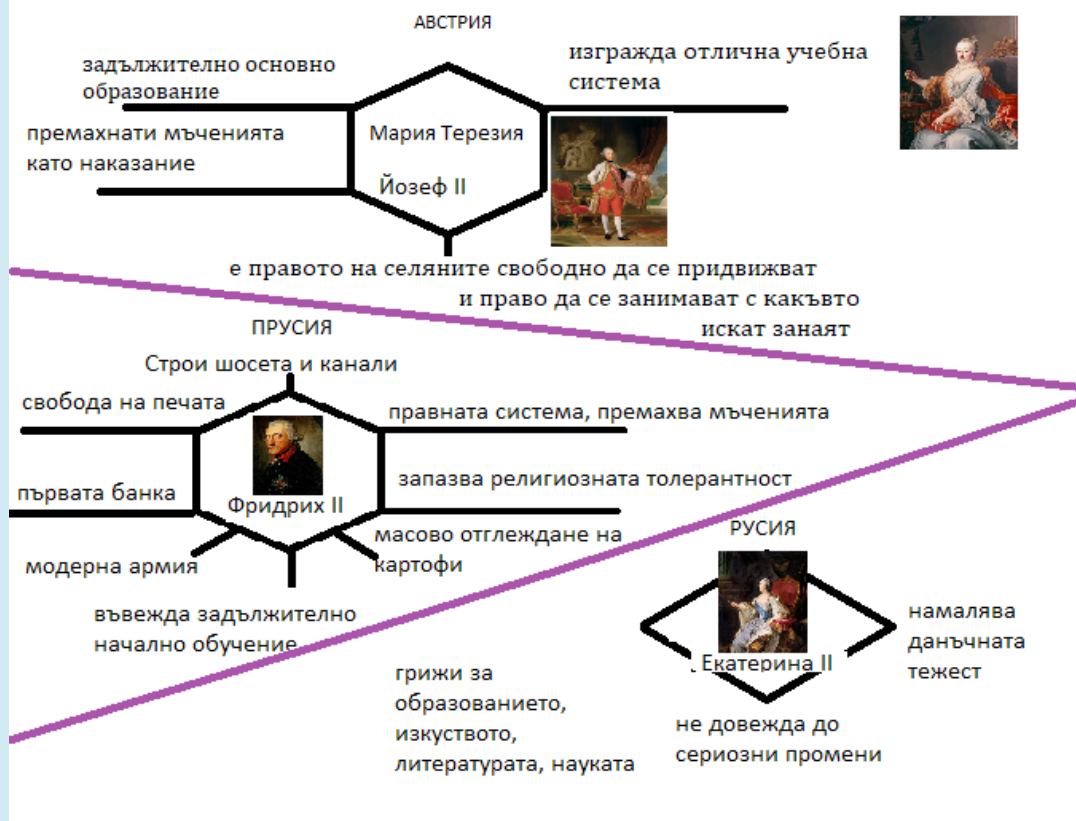 АВСТРИЯ
задължително основно
образование
изгражда отлична учебна
система
премахнати мъченията
като наказание
Мария Терезия
Йозеф II
е правото на селяните свободно да се придвижват
и право да се занимават с какъвто
искат занаят
ПРУСИЯ
Строи шосета и канали
свобода на печата
правната система, премахва мъченията
първата банка
запазва религиозната толерантност
Фридрих II
модерна армия
масово отглеждане на
картофи
въвежда задължително
начално обучение
РУСИЯ
Екатерина II
намалява
данъчната
тежест
грижи за
образованието,
изкуството,
литературата, науката
не довежда до
сериозни промени